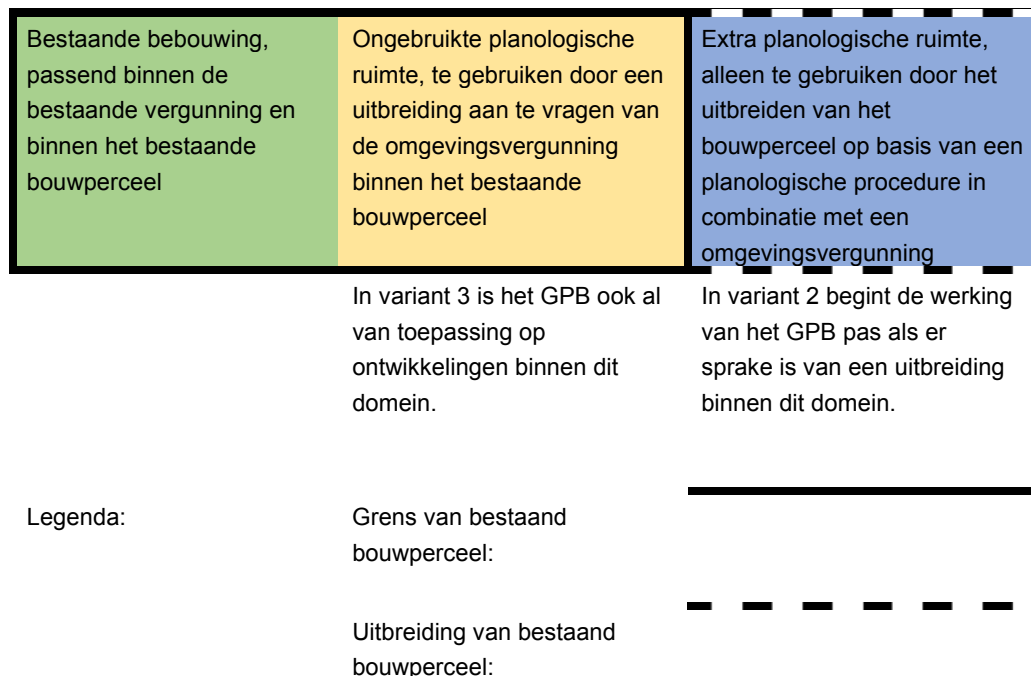 Bestaande bebouwing,
passend binnen de
bestaande vergunning en
binnen het bestaande
bouwperceel
Ongebruikte planologische
ruimte, te gebruiken door een
uitbreiding aan te vragen van
de omgevingsvergunning
binnen het bestaande
bouwperceel
Extra planologische ruimte,
alleen te gebruiken door het
uitbreiden van het
bouwperceel op basis van een
planologische procedure in
combinatie met een
omgevingsvergunning
In variant 3 is het GPB ook al
van toepassing op
ontwikkelingen binnen dit
domein.
In variant 2 begint de werking
van het GPB pas als er
sprake is van een uitbreiding
binnen dit domein.
Legenda:
Grens van bestaand
bouwperceel:
Uitbreiding van bestaand
bouwperceel: